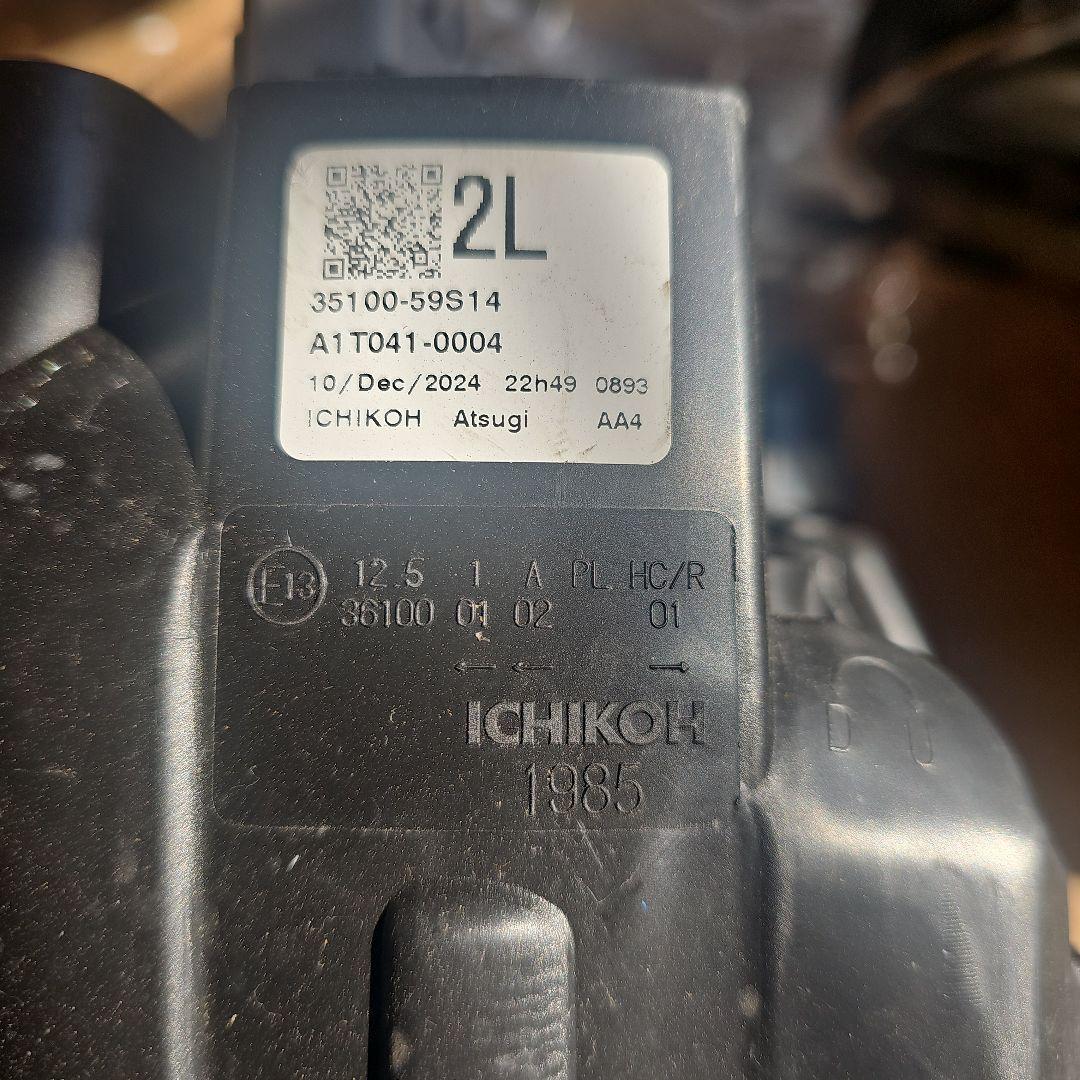 2L
35100-59S14
A1T041-0004
10/Dec/2024 22h49 0893
ICHIKOH Atsugi AA4
E13 12.5 1 A PL HC/R
36100 01 02 01
← ← →
ICHIKOH
1985
D